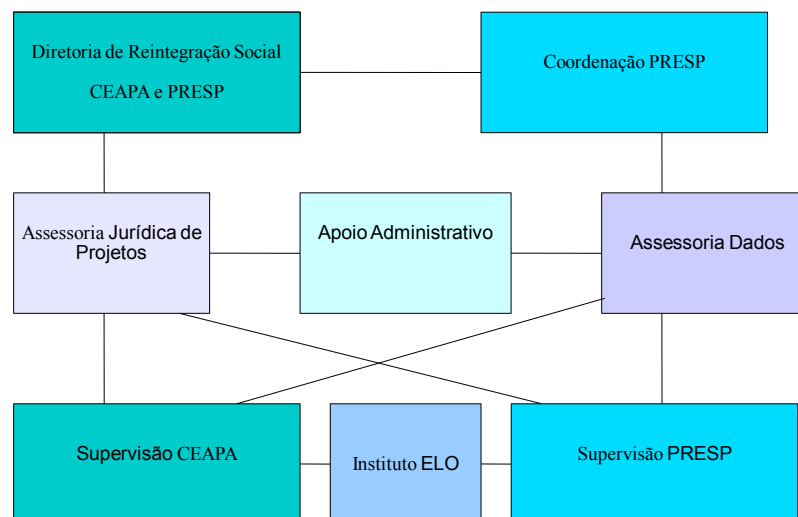 Diretoria de Reintegração Social
CEAPA e PRESP
Coordenação PRESP
Assessoria Jurídica de
Projetos
Apoio Administrativo
Assessoria Dados
Supervisão CEAPA
Instituto ELO
Supervisão PRESP